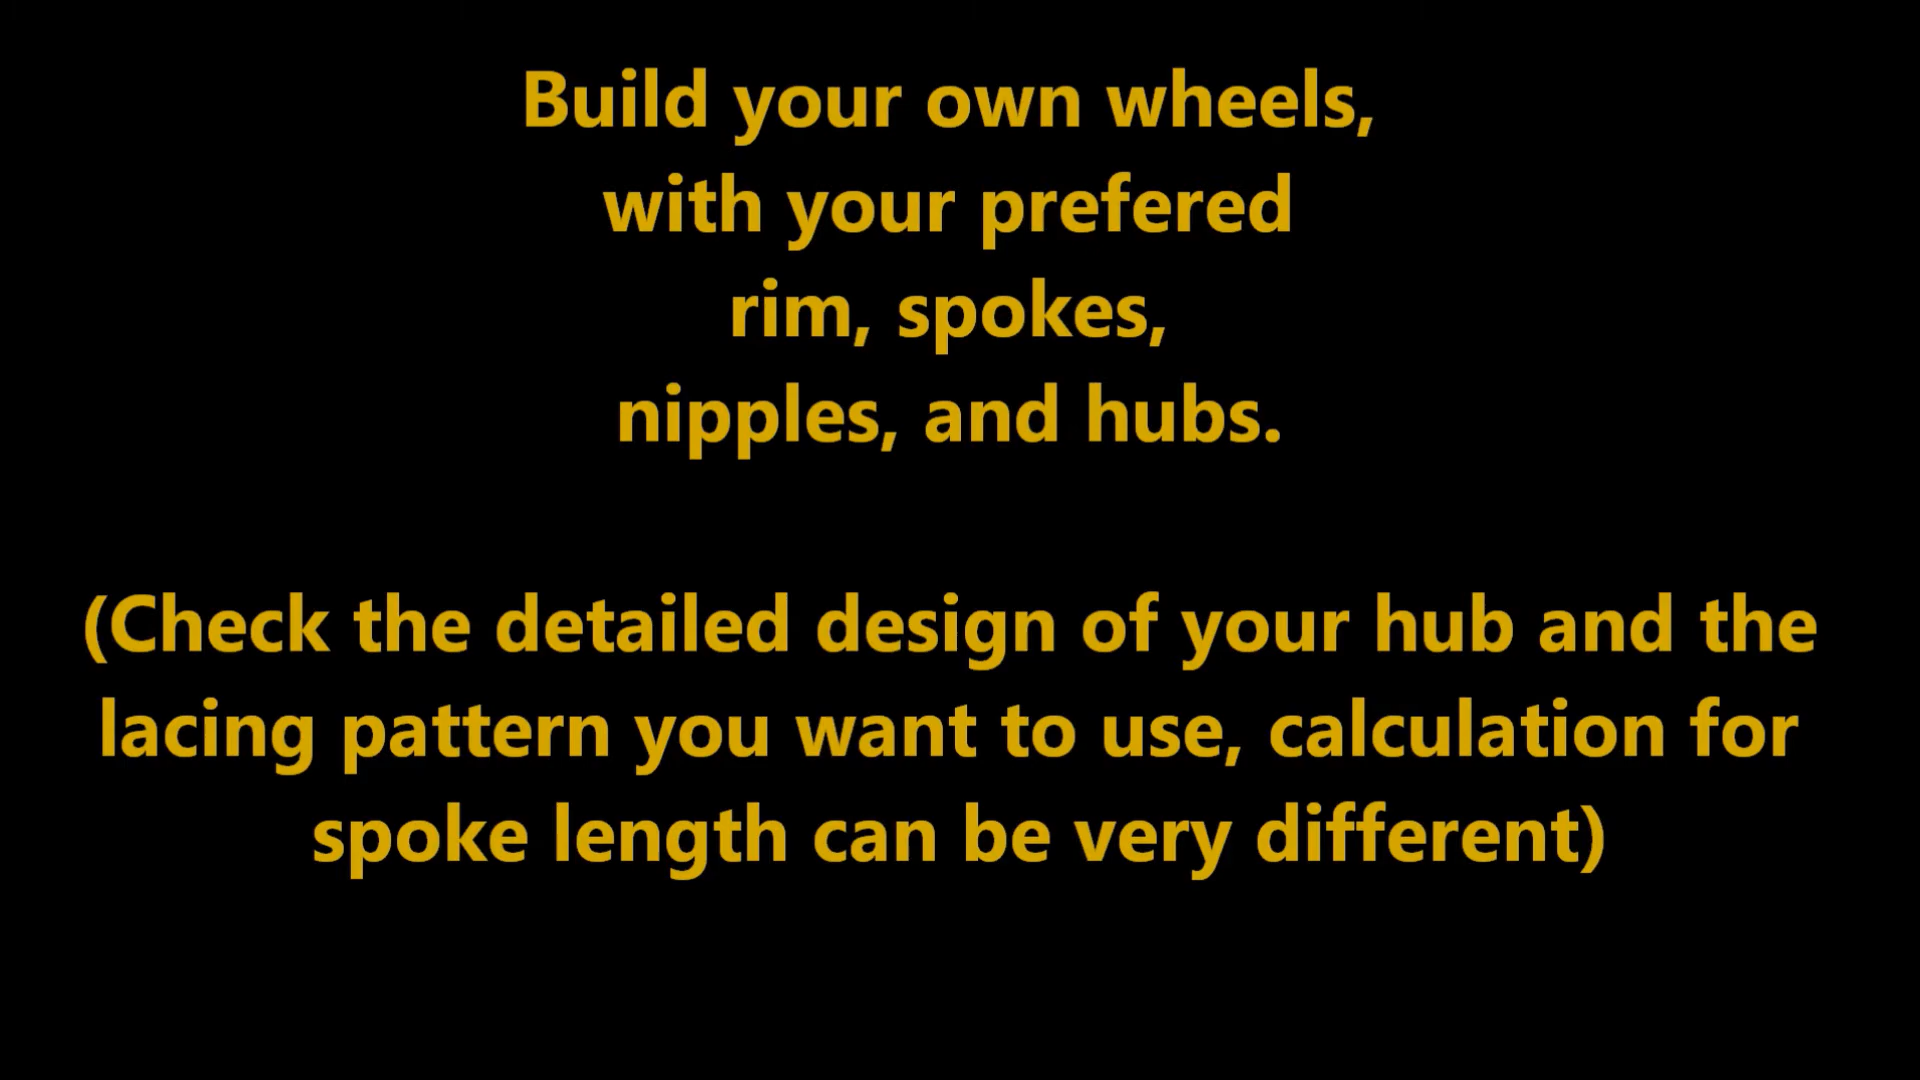 Build your own wheels,
with your prefered
rim, spokes,
nipples, and hubs.
(Check the detailed design of your hub and the
lacing pattern you want to use, calculation for
spoke length can be very different)